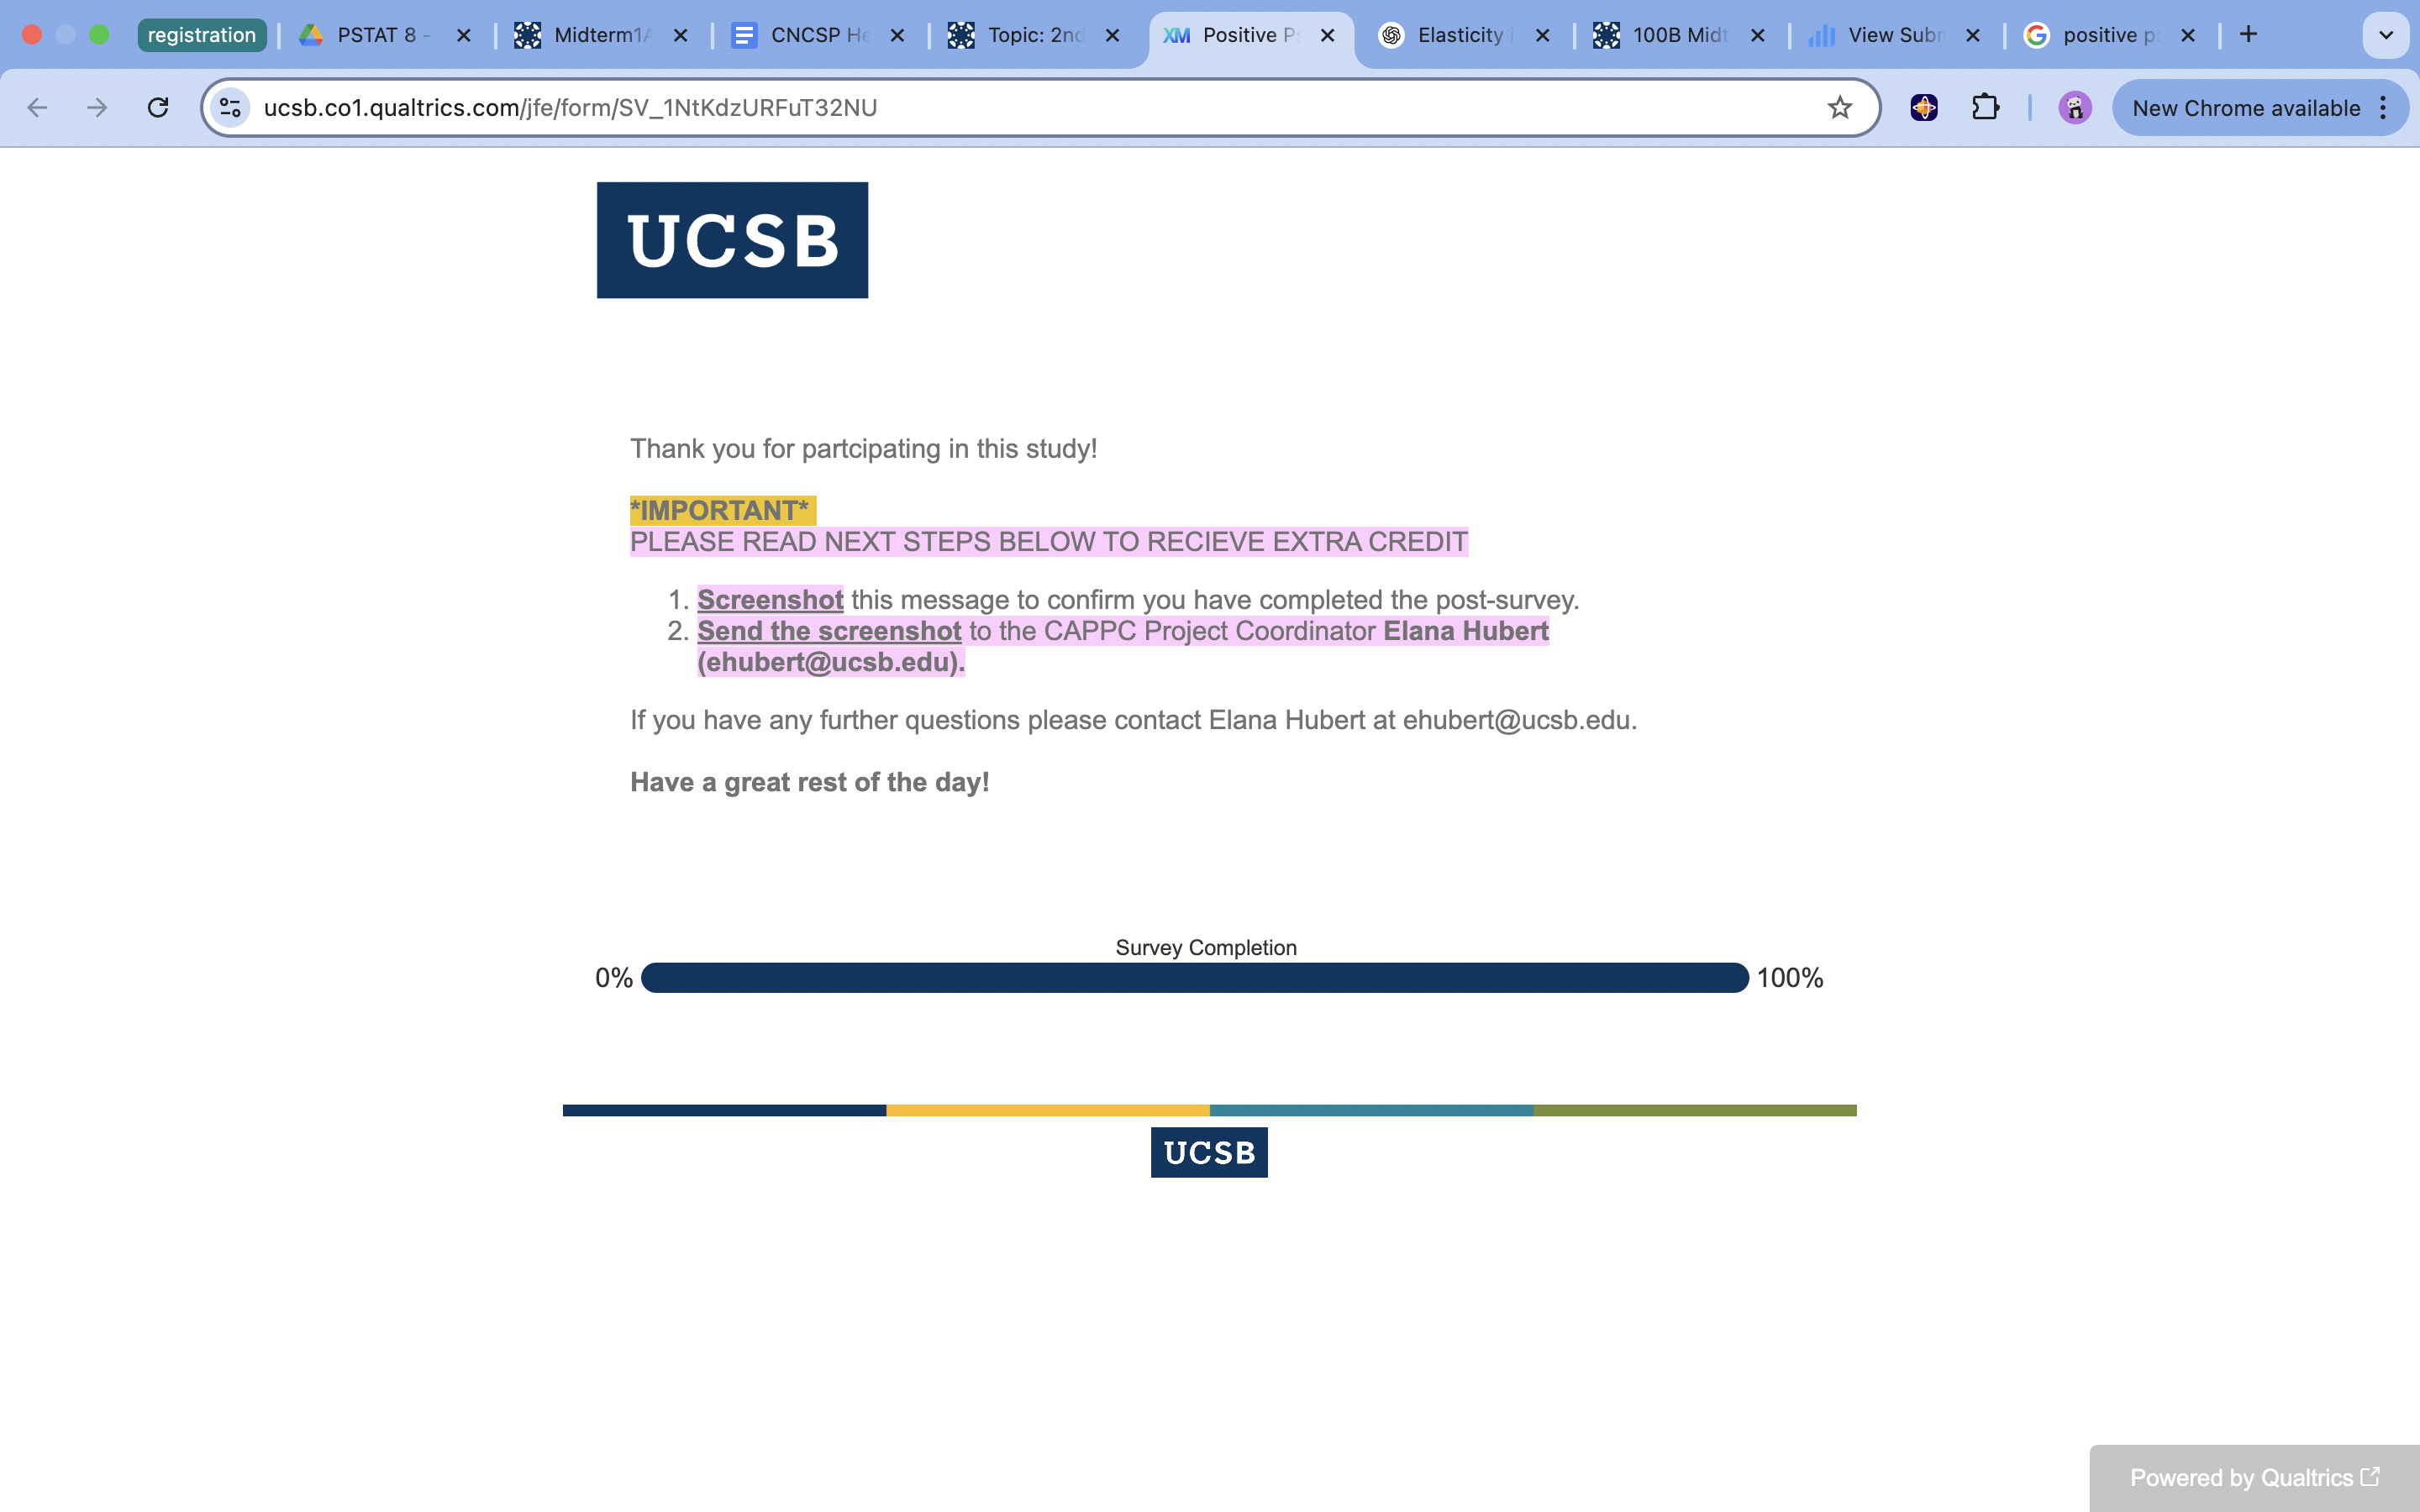 registration PSTAT 8 - Midterm1A CNCSP He Topic: 2nd Positive P Elasticity 100B Midt View Subr positive p
ucsb.co1.qualtrics.com/jfe/form/SV_1NtKdzURFuT32NU New Chrome available
UCSB
Thank you for partcipating in this study!
*IMPORTANT*
PLEASE READ NEXT STEPS BELOW TO RECIEVE EXTRA CREDIT
1. Screenshot this message to confirm you have completed the post-survey.
2. Send the screenshot to the CAPPC Project Coordinator Elana Hubert
(ehubert@ucsb.edu).
If you have any further questions please contact Elana Hubert at ehubert@ucsb.edu.
Have a great rest of the day!
Survey Completion
0% 100%
UCSB
Powered by Qualtrics